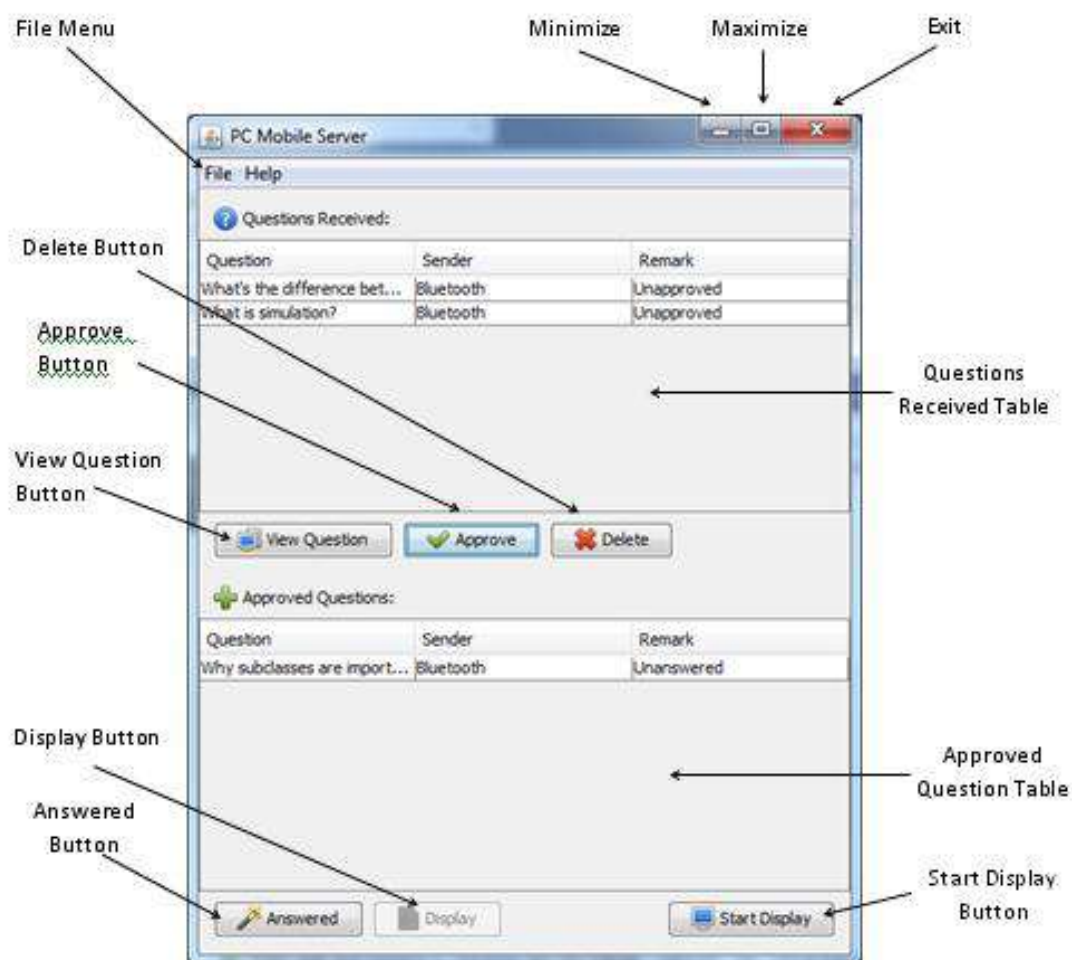 File Menu
Minimize
Maximize
Exit
PC Mobile Server
File Help
Questions Received:
Delete Button
Question Sender Remark
What's the difference bet... Bluetooth Unapproved
What is simulation? Bluetooth Unapproved
Approve
Button
Questions
Received Table
View Question
Button
View Question Approve Delete
Approved Questions:
Question Sender Remark
Why subclasses are import... Bluetooth Unanswered
Display Button
Approved
Question Table
Answered
Button
Start Display
Button
Answered Display Start Display